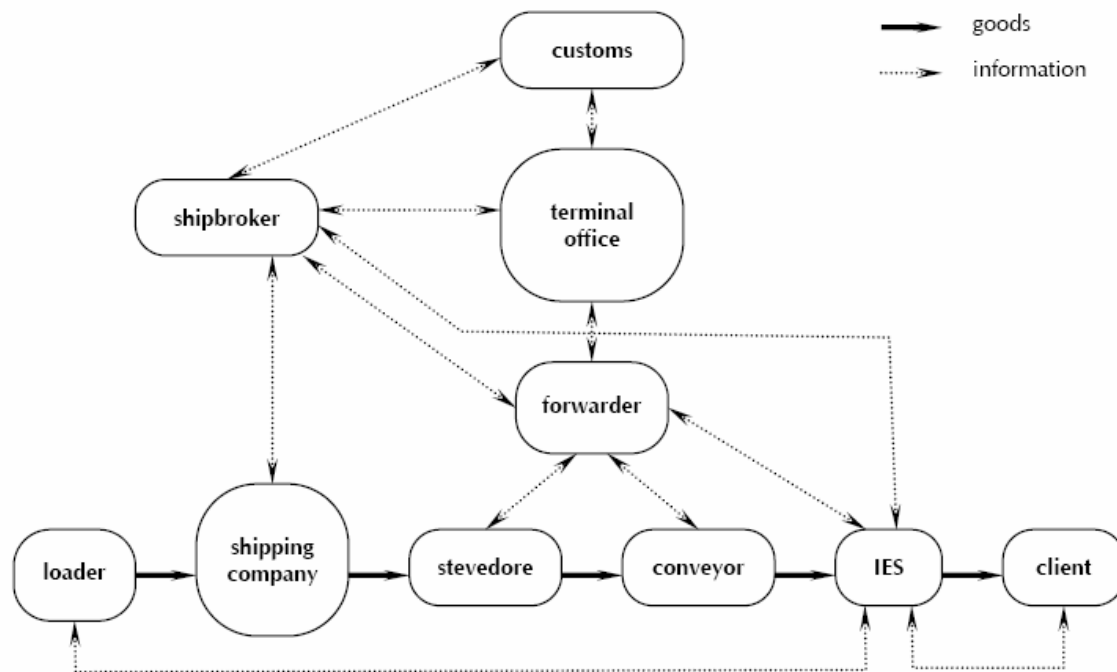 goods
customs
information
shipbroker
terminal
office
forwarder
shipping
company
loader
stevedore
conveyor
IES
client